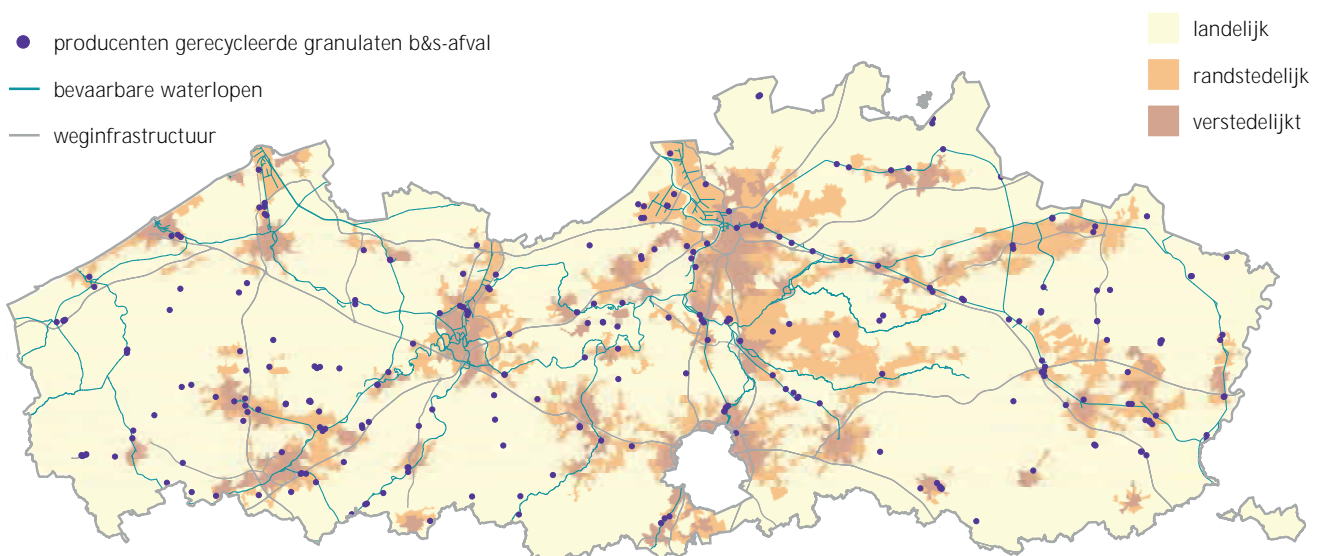 producenten gerecycleerde granulaten b&s-afval
bevaarbare waterlopen
weginfrastructuur
landelijk
randstedelijk
verstedelijkt